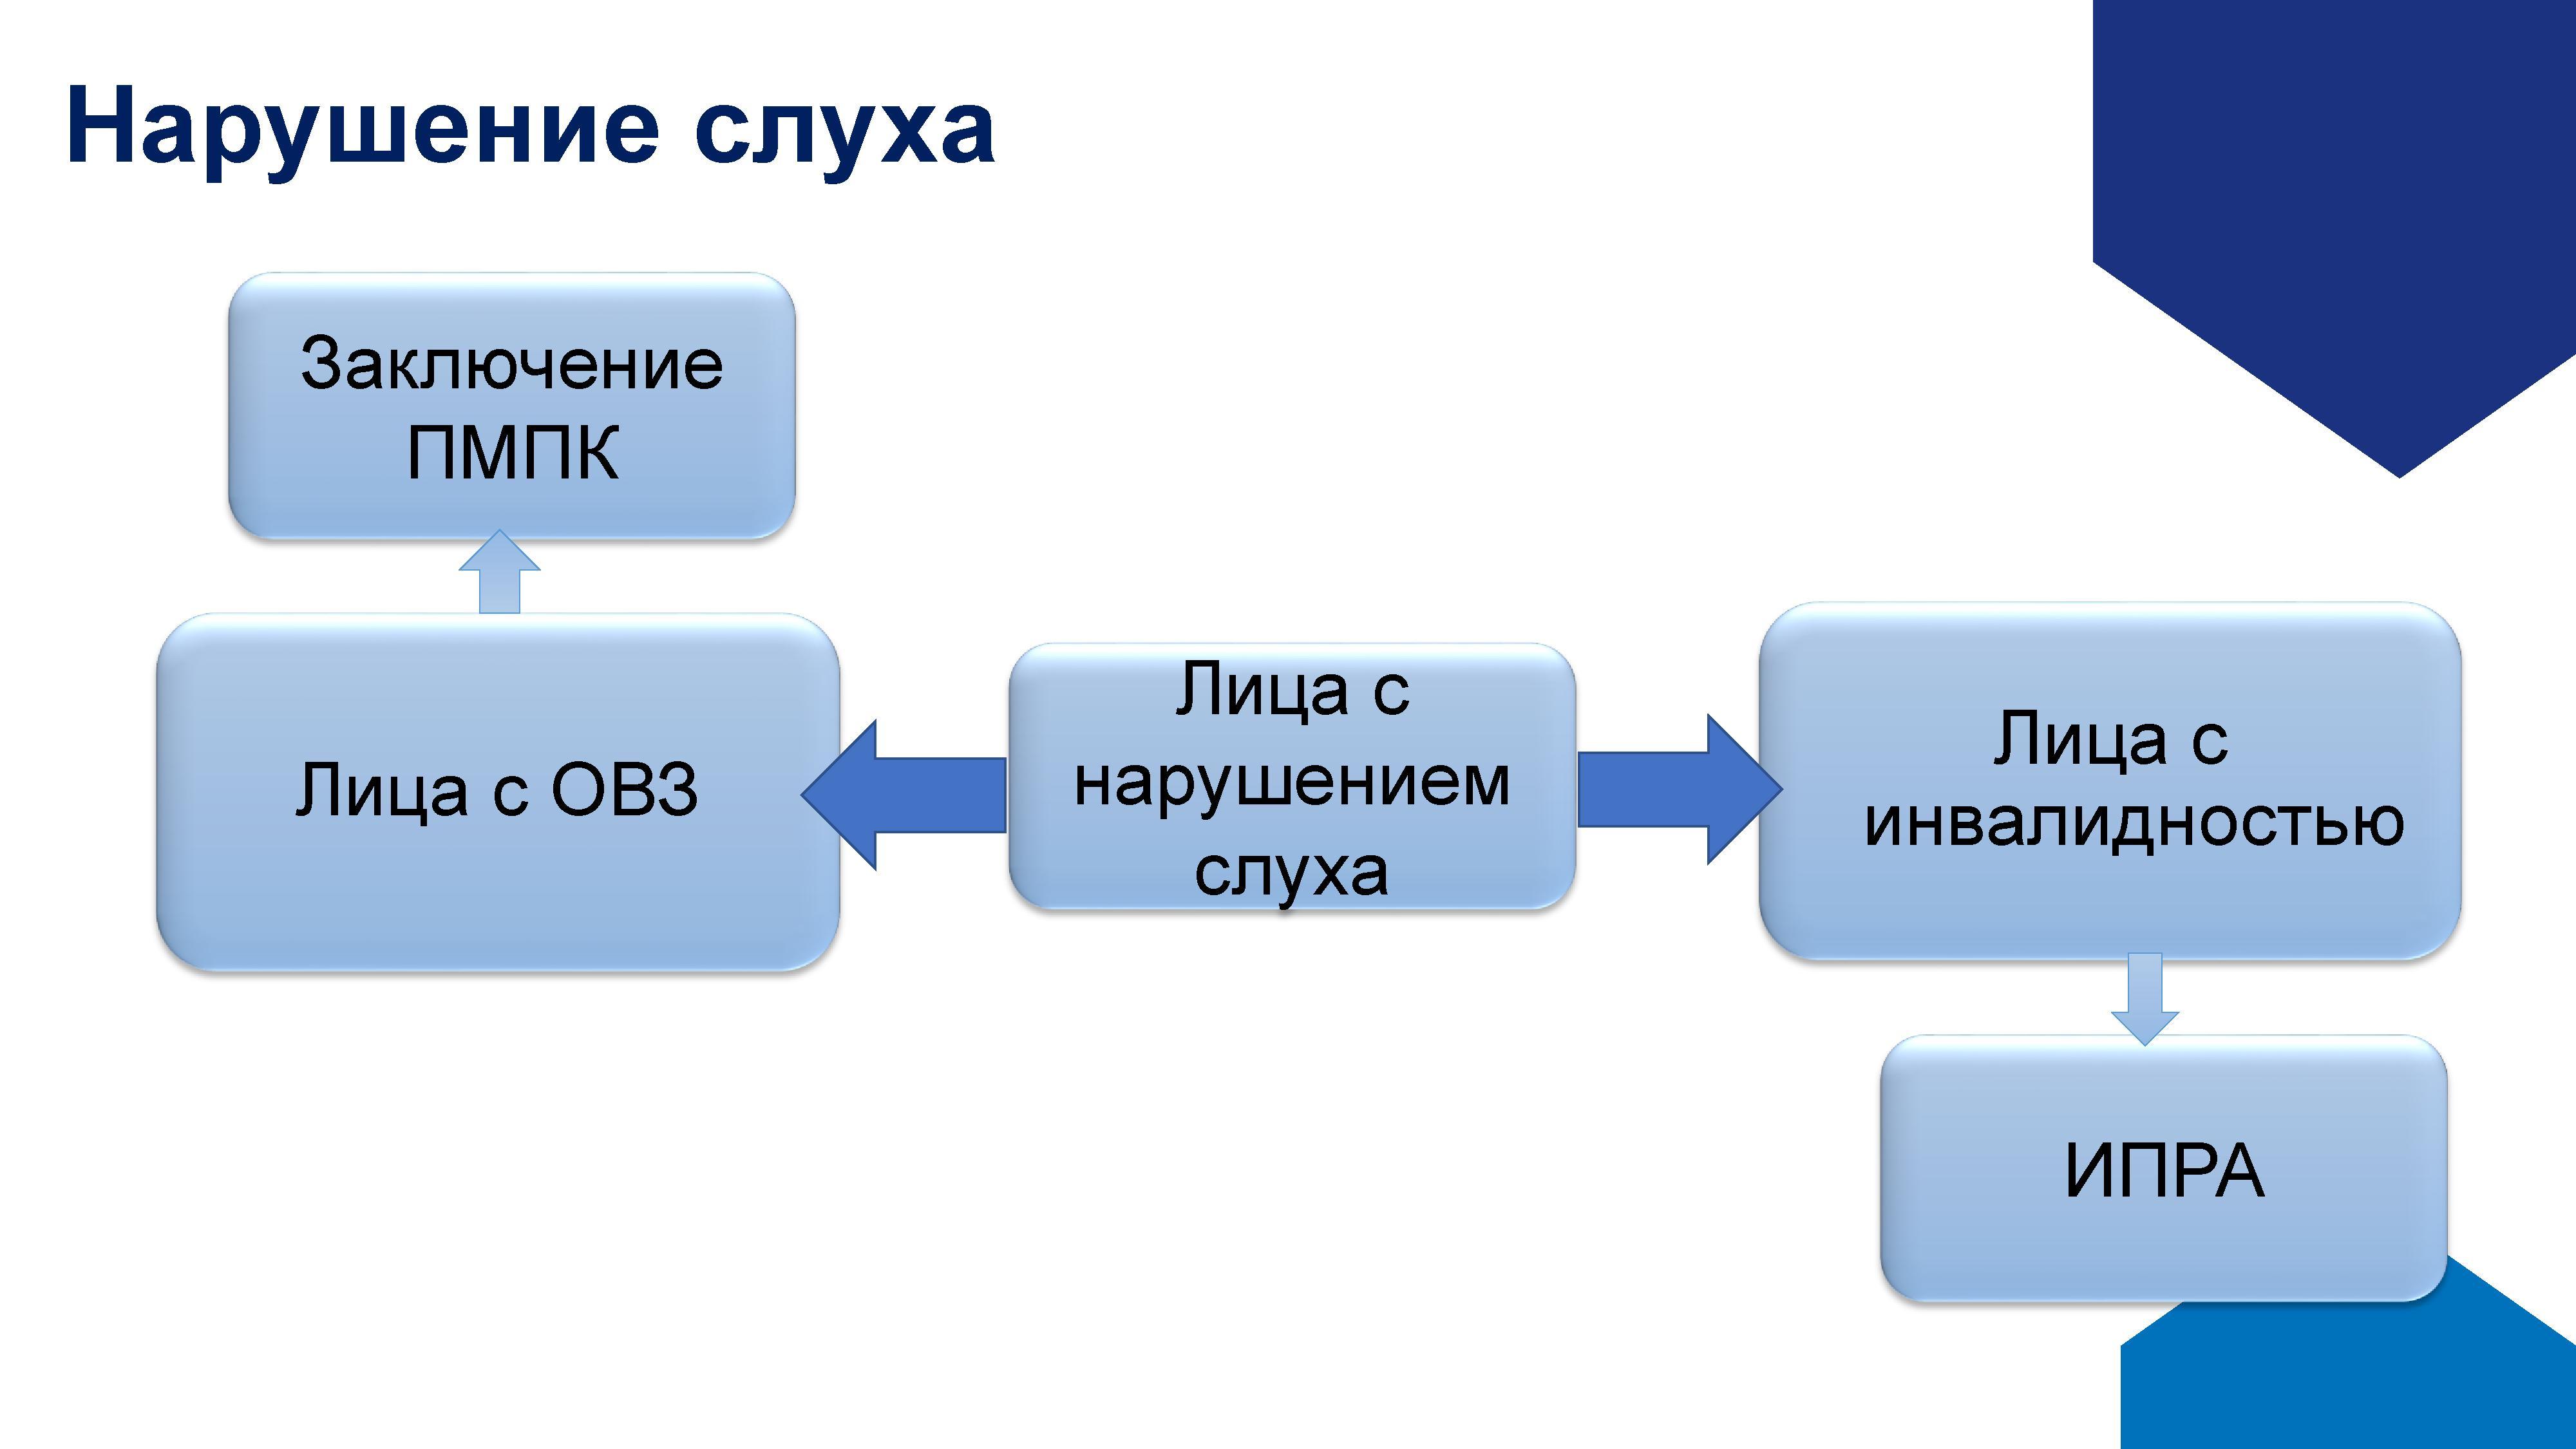 Нарушение слуха
Заключение
ПМПК
Лица с ОВЗ
Лица с
нарушением
слуха
Лица с
инвалидностью
ИПРА